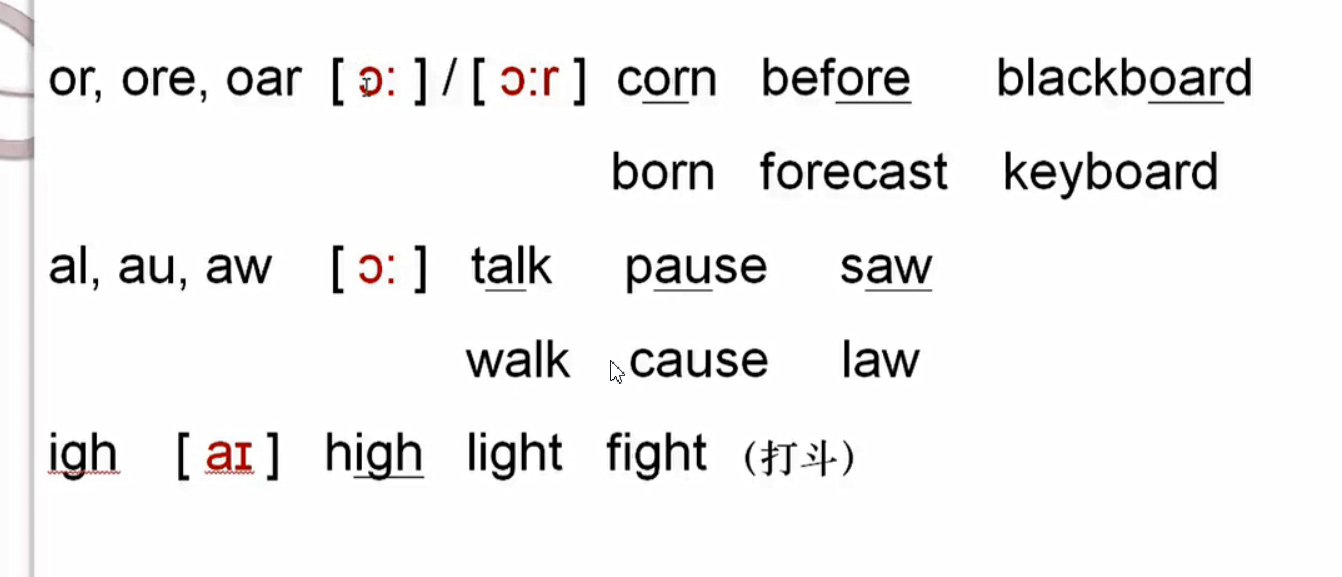 or, ore, oar [ ɔ: ] / [ ɔ:r ] corn before blackboard
born forecast keyboard
al, au, aw [ ɔ: ] talk pause saw
walk cause law
igh [ aɪ ] high light fight (打斗)